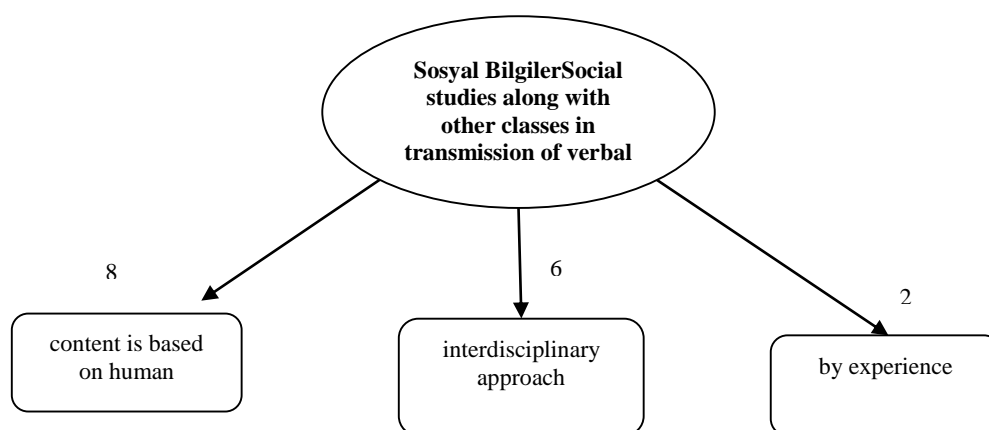 Sosyal BilgilerSocial
studies along with
other classes in
transmission of verbal
8
6
2
content is based
on human
interdisciplinary
approach
by experience